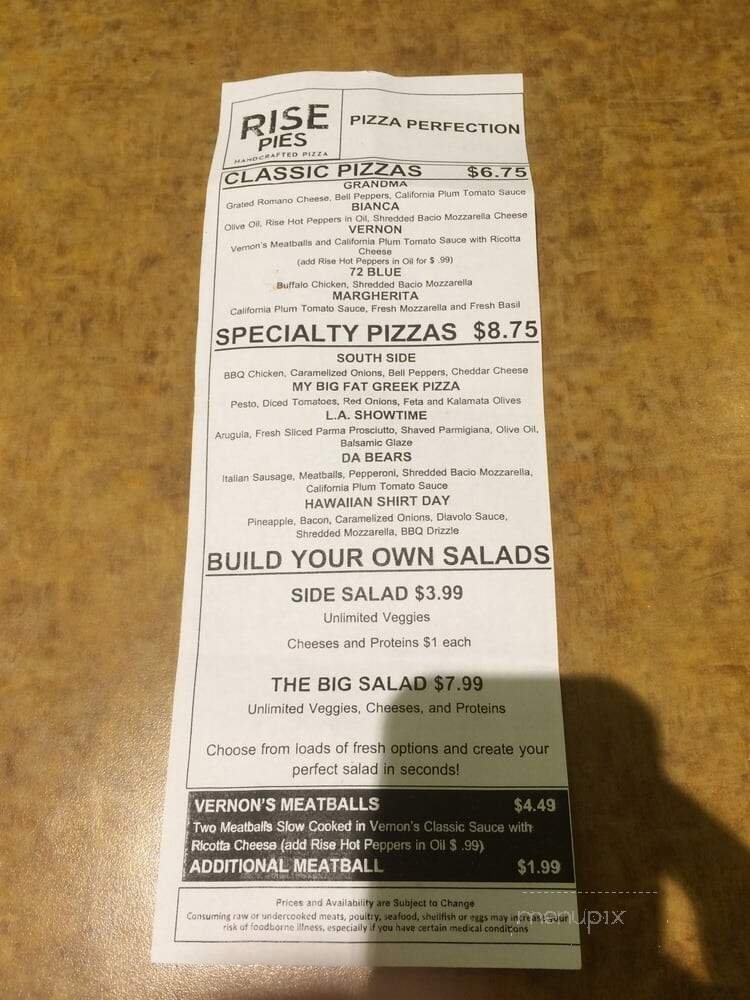 RISE
PIES
HANDCRAFTED PIZZA
PIZZA PERFECTION
CLASSIC PIZZAS $6.75
GRANDMA
Grated Romano Cheese, Bell Peppers, California Plum Tomato Sauce
BIANCA
Olive Oil, Rise Hot Peppers in Oil, Shredded Bacio Mozzarella Cheese
VERNON
Vernon's Meatballs and California Plum Tomato Sauce with Ricotta
Cheese
(add Rise Hot Peppers in Oil for $ .99)
72 BLUE
Buffalo Chicken, Shredded Bacio Mozzarella
MARGHERITA
California Plum Tomato Sauce, Fresh Mozzarella and Fresh Basil
SPECIALTY PIZZAS $8.75
SOUTH SIDE
BBQ Chicken, Caramelized Onions, Bell Peppers, Cheddar Cheese
MY BIG FAT GREEK PIZZA
Pesto, Diced Tomatoes, Red Onions, Feta and Kalamata Olives
L.A. SHOWTIME
Arugula, Fresh Sliced Parma Prosciutto, Shaved Parmigiana, Olive Oil,
Balsamic Glaze
DA BEARS
Italian Sausage, Meatballs, Pepperoni, Shredded Bacio Mozzarella,
California Plum Tomato Sauce
HAWAIIAN SHIRT DAY
Pineapple, Bacon, Caramelized Onions, Diavolo Sauce,
Shredded Mozzarella, BBQ Drizzle
BUILD YOUR OWN SALADS
SIDE SALAD $3.99
Unlimited Veggies
Cheeses and Proteins $1 each
THE BIG SALAD $7.99
Unlimited Veggies, Cheeses, and Proteins
Choose from loads of fresh options and create your
perfect salad in seconds!
VERNON'S MEATBALLS $4.49
Two Meatballs Slow Cooked in Vernon's Classic Sauce with
Ricotta Cheese (add Rise Hot Peppers in Oil $ .99)
ADDITIONAL MEATBALL $1.99
Prices and Availability are Subject to Change
Consuming raw or undercooked meats, poultry, seafood, shellfish or eggs may increase your
risk of foodborne illness, especially if you have certain medical conditions
menupix